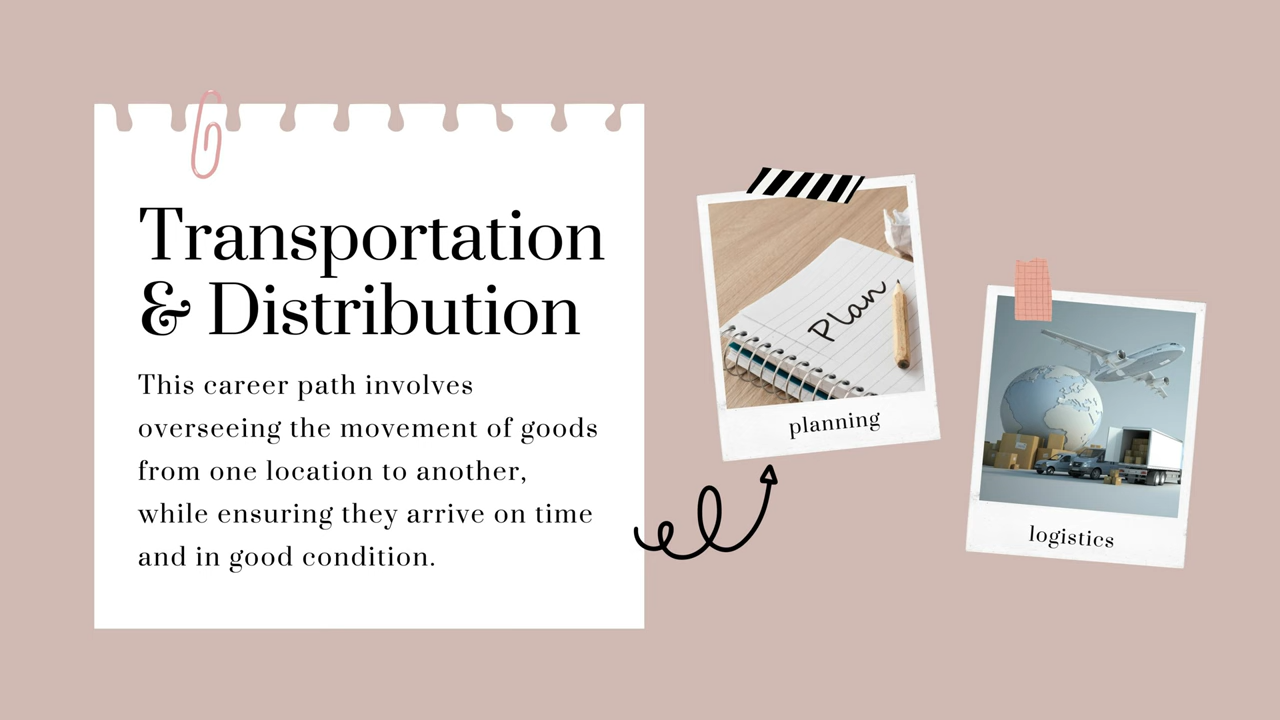 Transportation
& Distribution
This career path involves
overseeing the movement of goods
from one location to another,
while ensuring they arrive on time
and in good condition.
Plan
planning
logistics